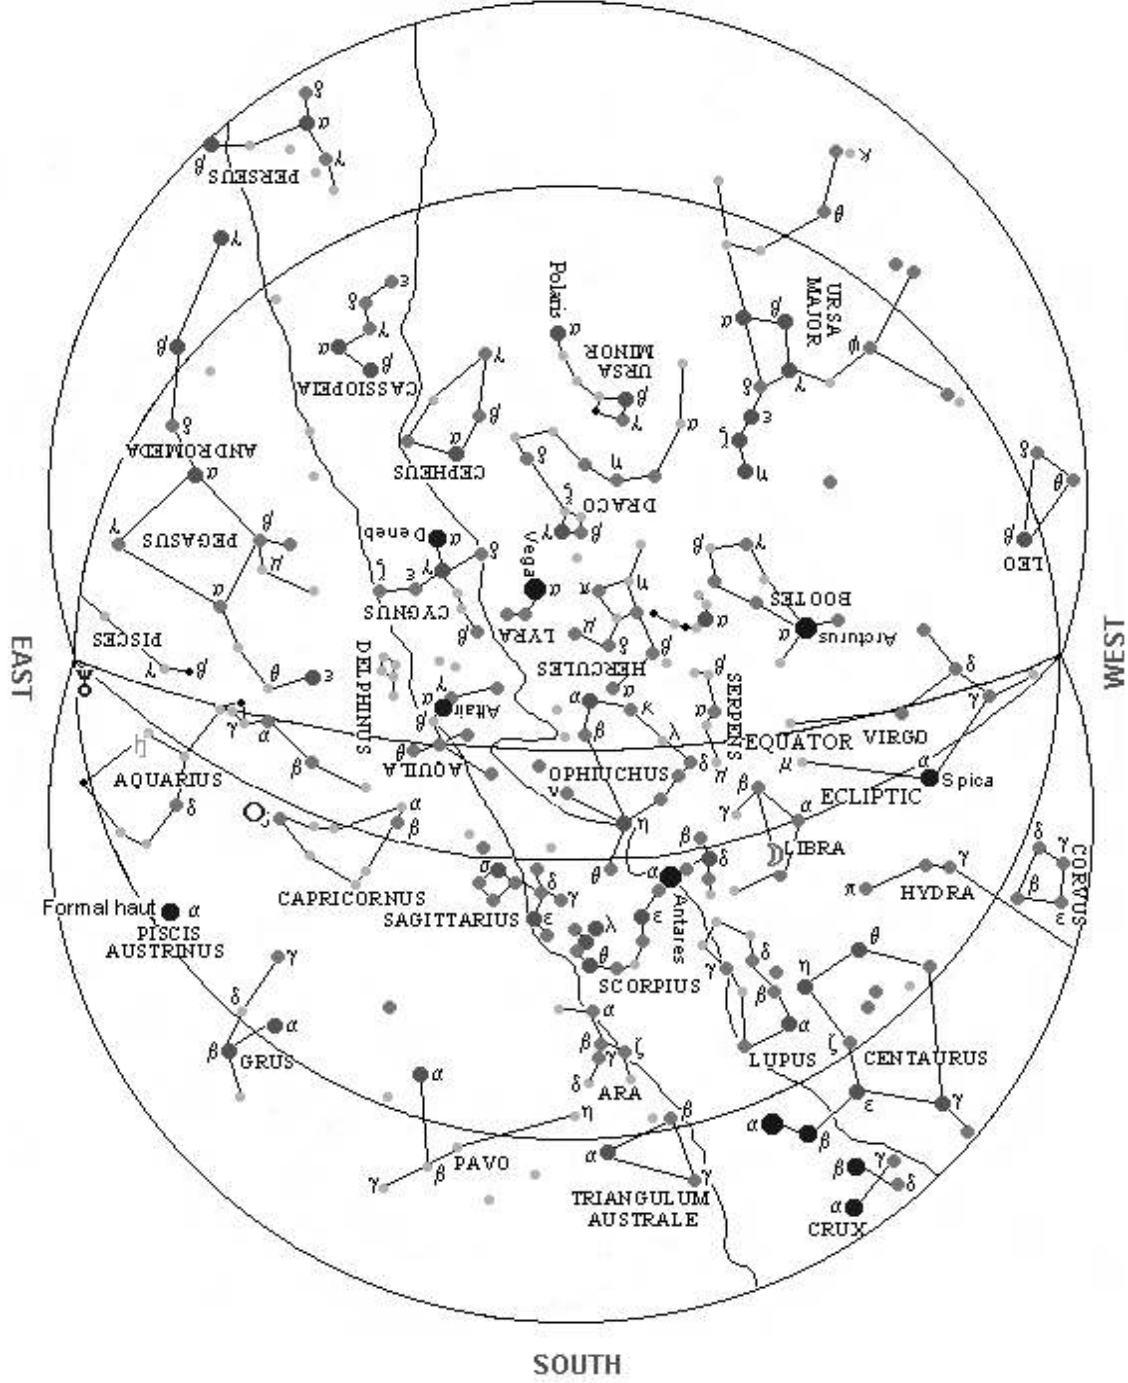 δ
α
β
γ
PERSEUS
κ
θ
γ
ε
δ
γ
α
β
CASSIOPEIA
β
δ
ANDROMEDA
α
Polaris
α
URSA
MINOR
β
γ
URSA
MAJOR
α
β
φ
γ
δ
ε
ζ
η
γ
β
α
CEPHEUS
α
η
δ
DRACO
ζ
γ
β
δ
θ
β
LEO
γ
PEGASUS
β
μ
α
Deneb
α
δ
γ
ε
ζ
CYGNUS
β
Vega
α
LYRA
π
η
μ
δ
β
HERCULES
α
β
γ
BOOTES
α
Arcturus
α
PISCES
γ
β
θ
ε
DELPHINUS
γ
α
Altair
β
θ
AQUILA
α
κ
β
λ
δ
OPHIUCHUS
ν
η
θ
α
SERPENS
μ
EQUATOR
VIRGO
δ
γ
μ
α
Spica
ECLIPTIC
EAST
WEST
γ
α
β
AQUARIUS
δ
α
β
CAPRICORNUS
β
γ
α
LIBRA
β
δ
α
Antares
σ
δ
γ
ε
SAGITTARIUS
λ
ε
θ
SCORPIUS
π
γ
HYDRA
δ
γ
β
ε
CORVUS
Formal haut
α
PISCIS
AUSTRINUS
γ
δ
α
β
GRUS
γ
δ
β
α
LUPUS
θ
η
ζ
CENTAURUS
ε
γ
α
β
α
β
ζ
γ
δ
ARA
α
η
β
γ
PAVO
β
α
γ
TRIANGULUM
AUSTRALE
β
γ
δ
α
CRUX
SOUTH